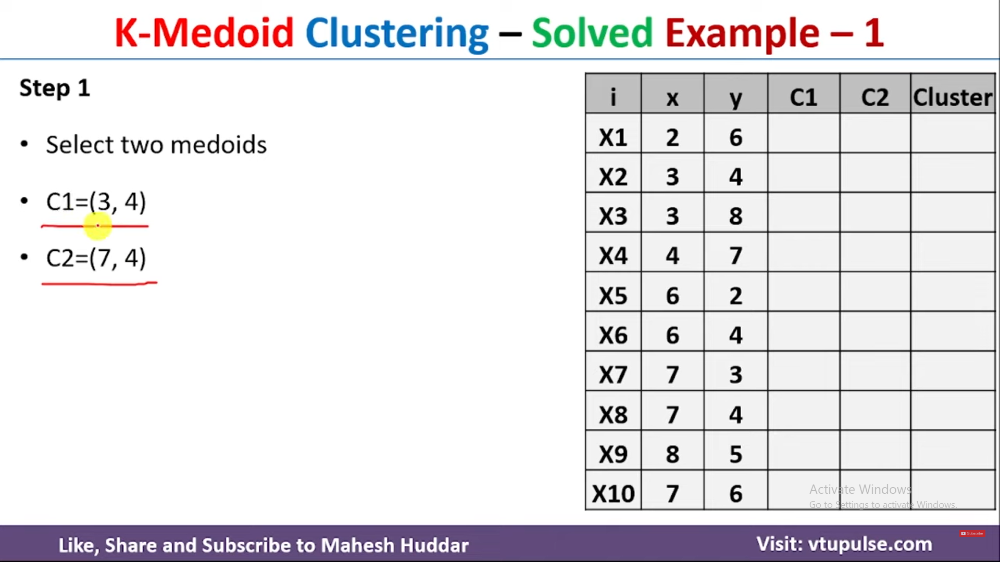 K-Medoid Clustering – Solved Example – 1
Step 1
• Select two medoids
• C1=(3, 4)
• C2=(7, 4)
i x y C1 C2 Cluster
X1 2 6
X2 3 4
X3 3 8
X4 4 7
X5 6 2
X6 6 4
X7 7 3
X8 7 4
X9 8 5
X10 7 6
Activate Windows
Go to Settings to activate Windows.
Subscribe
Like, Share and Subscribe to Mahesh Huddar
Visit: vtupulse.com